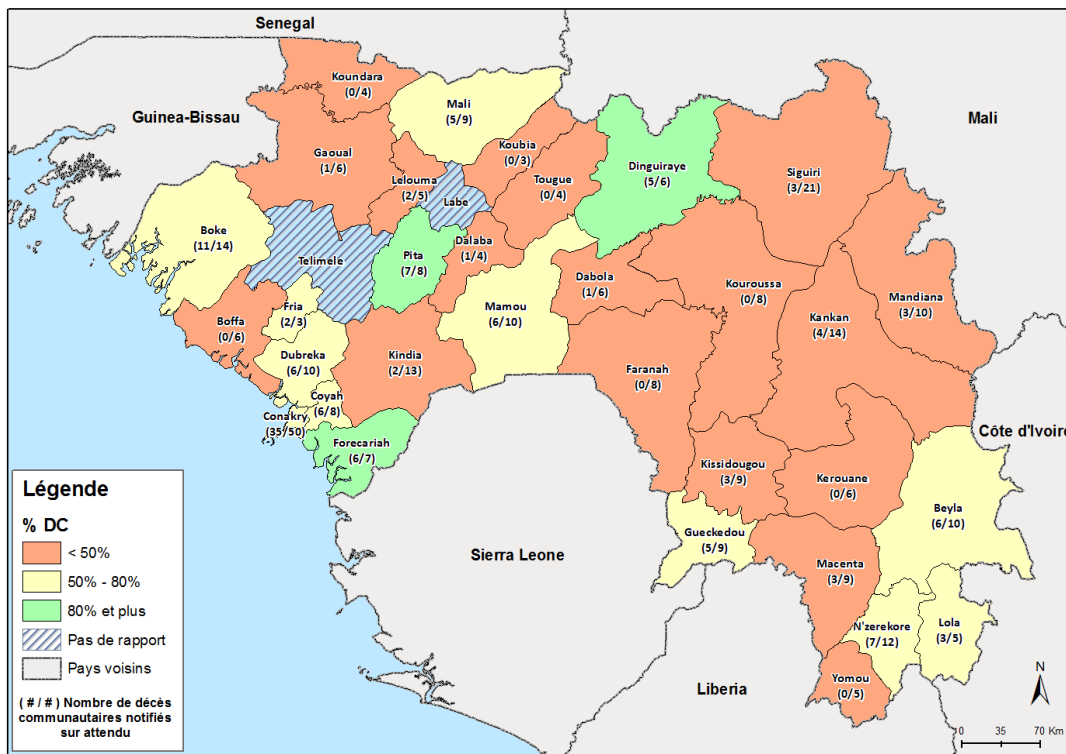 Senegal
Koundara
(0/4)
Mali
(5/9)
Guinea-Bissau
Mali
Koubia
(0/3)
Gaoual
(1/6)
Dinguiraye
(5/6)
Siguiri
(3/21)
Lelouma
(2/5)
Tougue
(0/4)
Labe
Boke
(11/14)
Dalaba
(1/4)
Telimele
Pita
(7/8)
Dabola
(1/6)
Kouroussa
(0/8)
Mandiana
(3/10)
Fria
(2/3)
Mamou
(6/10)
Kankan
(4/14)
Boffa
(0/6)
Dubreka
(6/10)
Kindia
(2/13)
Faranah
(0/8)
Coyah
(6/8)
Conakry
(35/50)
Forecariah
(6/7)
Côte d'Ivoire
Kissidougou
(3/9)
Kerouane
(0/6)
Beyla
(6/10)
Gueckedou
(5/9)
Sierra Leone
Macenta
(3/9)
N'zerekore
(7/12)
Lola
(3/5)
Yomou
(0/5)
Liberia
Légende
% DC
< 50%
50% - 80%
80% et plus
Pas de rapport
Pays voisins
( # / # ) Nombre de décès
communautaires notifiés
sur attendu
N
0 35 70 Km